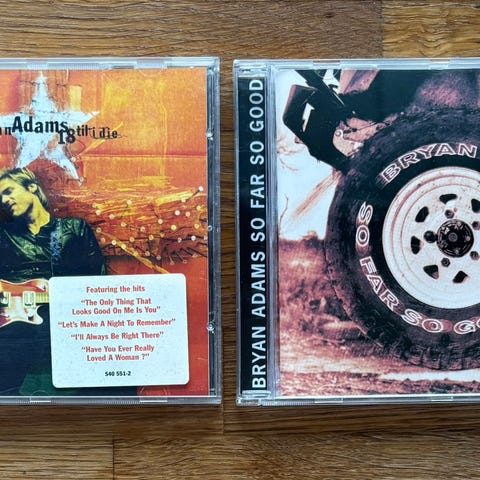 Adams
18 til i die
Featuring the hits
"The Only Thing That
Looks Good On Me Is You"
"Let's Make A Night To Remember"
"I'll Always Be Right There"
"Have You Ever Really
Loved A Woman ?"
540 551-2
BRYAN ADAMS SO FAR SO GOOD
BRYAN
SO FAR SO GOO